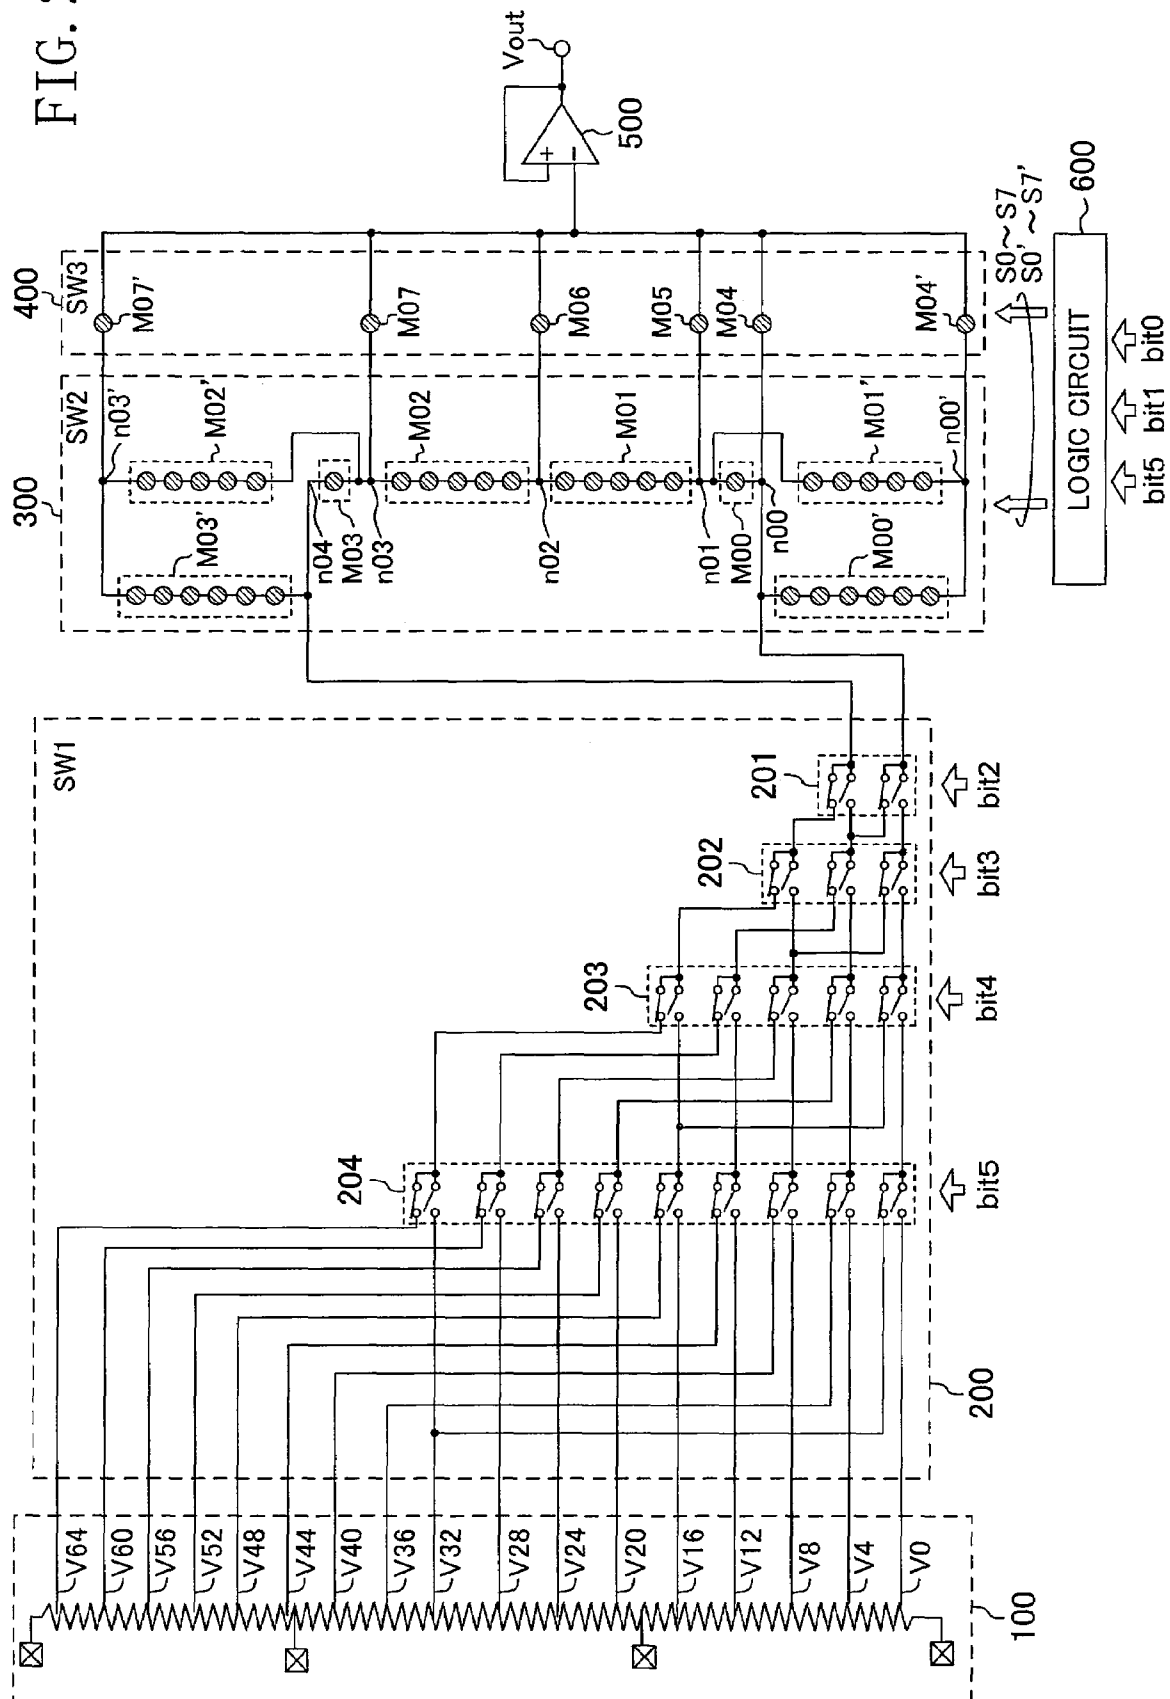 FIG.
Vout
+
−
500
400
SW3
M07'
M07
M06
M05
M04
M04'
S0~S7
S0'~S7'
600
LOGIC CIRCUIT
bit0
bit1
bit5
300
SW2
n03'
M02'
M03'
n04
M03
n03
M02
n02
M01
n01
M00
n00
M01'
n00'
M00'
SW1
201
bit2
202
bit3
203
bit4
204
bit5
200
V64
V60
V56
V52
V48
V44
V40
V36
V32
V28
V24
V20
V16
V12
V8
V4
V0
100